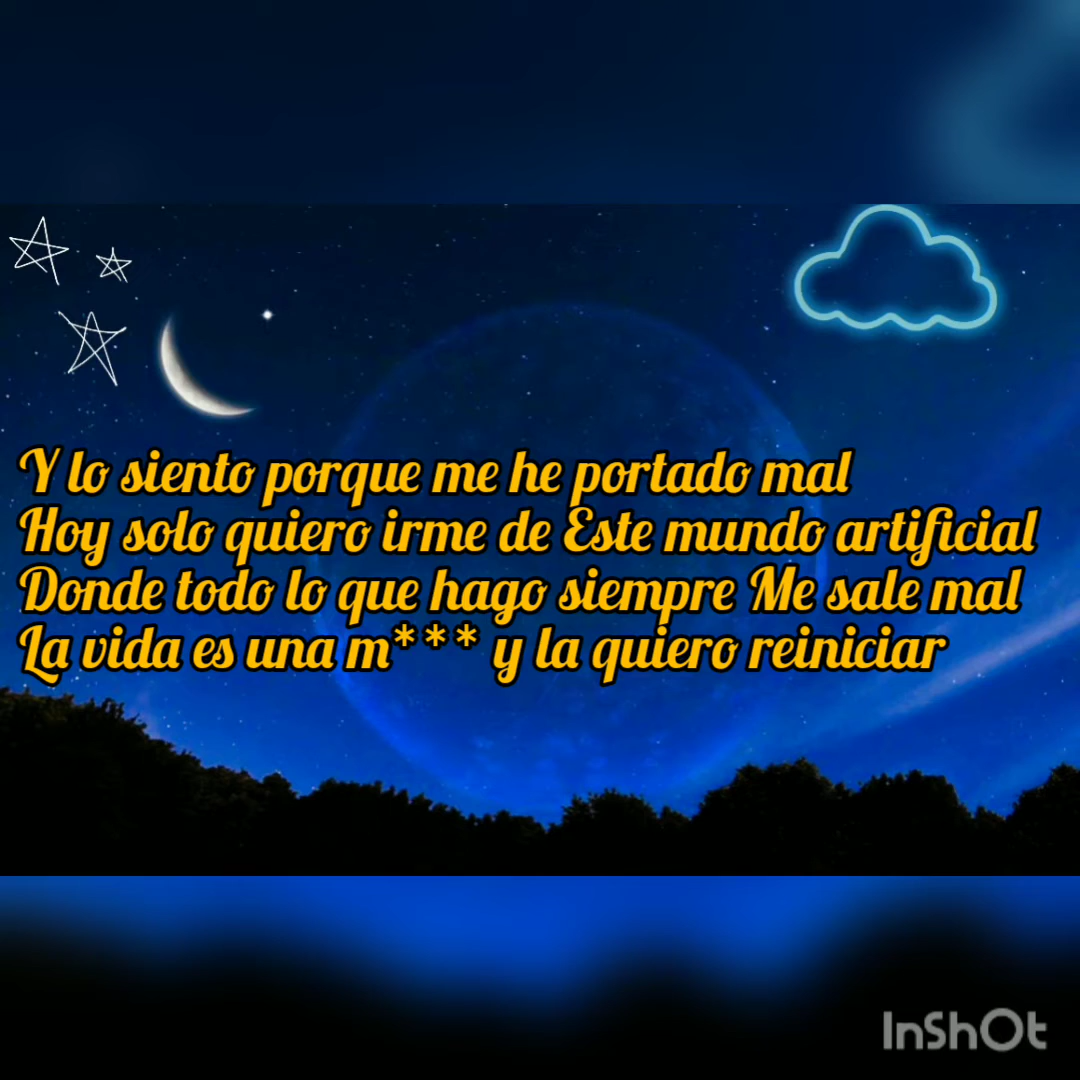 Y lo siento porque me he portado mal
Hoy solo quiero irme de Este mundo artificial
Donde todo lo que hago siempre Me sale mal
La vida es una m*** y la quiero reiniciar
InShOt